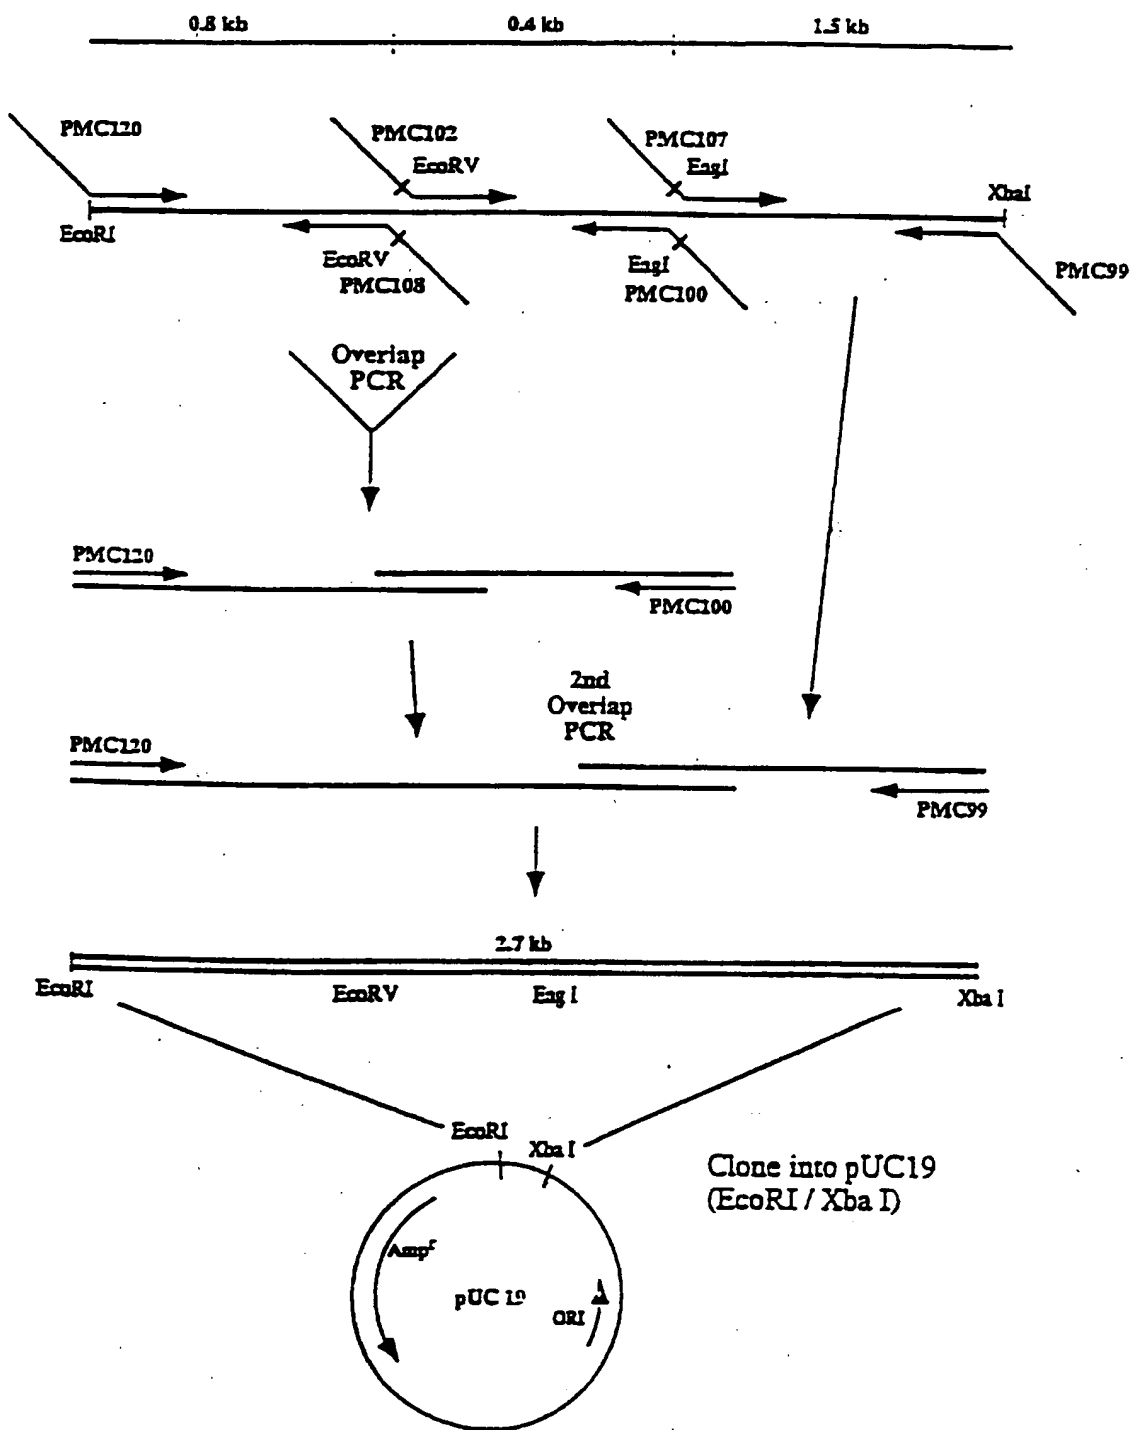 0.8 kb 0.4 kb 1.5 kb
PMC120 PMC102 PMC107
EcoRV EagI
XbaI
EcoRI
EcoRV EagI PMC99
PMC108 PMC100
Overlap
PCR
PMC120
PMC100
2nd
Overlap
PCR
PMC120
PMC99
2.7 kb
EcoRI EcoRV Eag I Xba I
EcoRI Xba I
Clone into pUC19
(EcoRI / Xba I)
Ampr
pUC 19
ORI